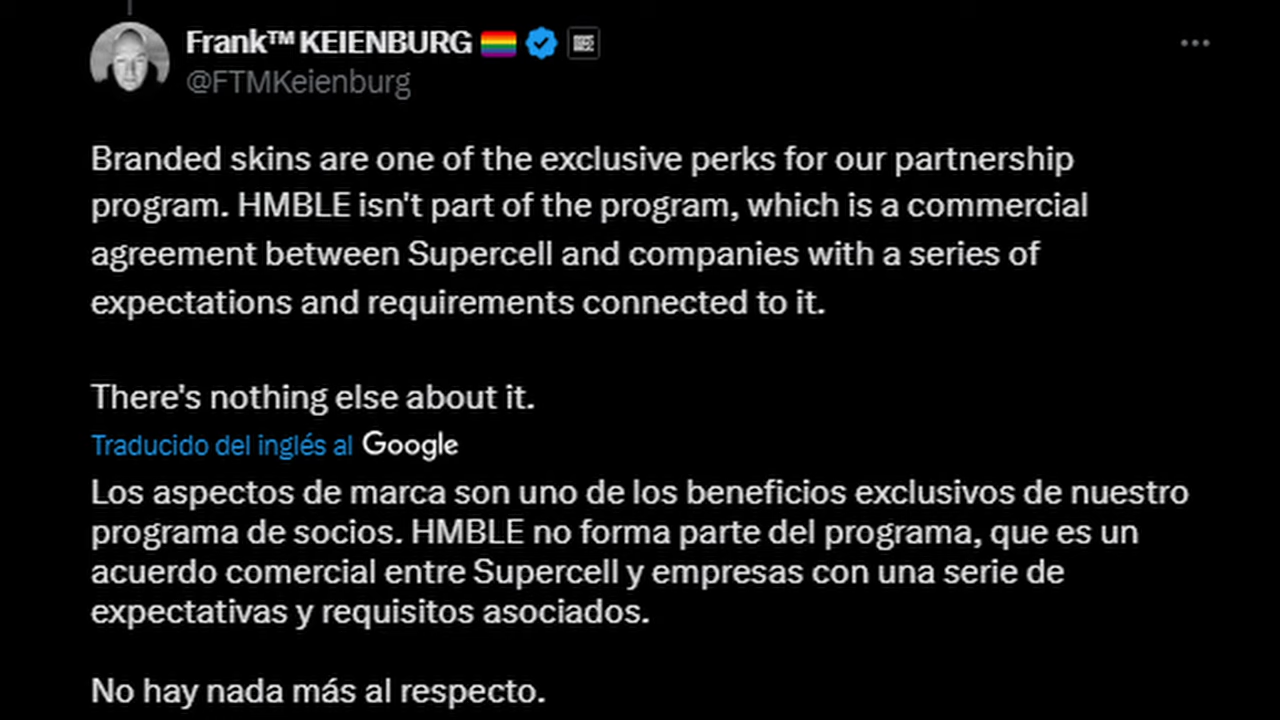 Frank™ KEIENBURG
@FTMKeienburg
Branded skins are one of the exclusive perks for our partnership
program. HMBLE isn't part of the program, which is a commercial
agreement between Supercell and companies with a series of
expectations and requirements connected to it.
There's nothing else about it.
Traducido del inglés al Google
Los aspectos de marca son uno de los beneficios exclusivos de nuestro
programa de socios. HMBLE no forma parte del programa, que es un
acuerdo comercial entre Supercell y empresas con una serie de
expectativas y requisitos asociados.
No hay nada más al respecto.